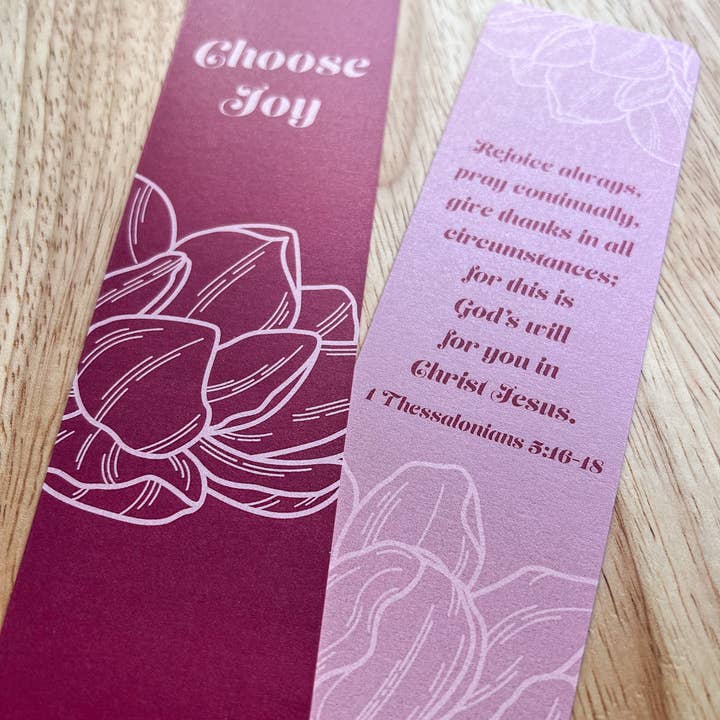 Choose
Joy
Rejoice always,
pray continually,
give thanks in all
circumstances;
for this is
God's will
for you in
Christ Jesus.
1 Thessalonians 5:16-18